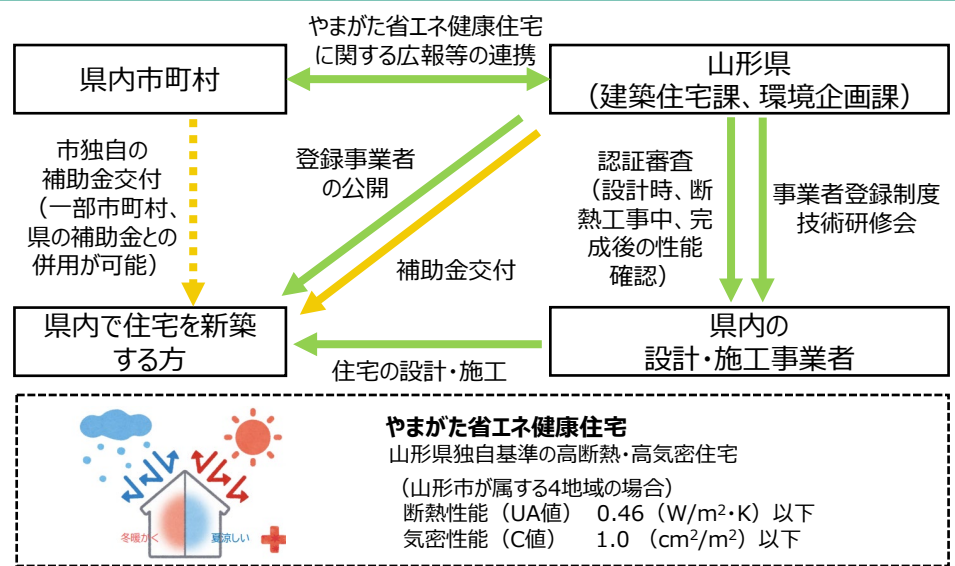 やまがた省エネ健康住宅
に関する広報等の連携
県内市町村
山形県
（建築住宅課、環境企画課）
市独自の
補助金交付
（一部市町村、
県の補助金との
併用が可能）
登録事業者
の公開
補助金交付
認証審査
（設計時、断
熱工事中、完
成後の性能
確認）
事業者登録制度
技術研修会
県内で住宅を新築
する方
県内の
設計・施工事業者
住宅の設計・施工
やまがた省エネ健康住宅
山形県独自基準の高断熱・高気密住宅
（山形市が属する4地域の場合）
断熱性能（UA値） 0.46（W/m²・K）以下
気密性能（C値） 1.0 （cm²/m²）以下
冬暖かく
夏涼しい